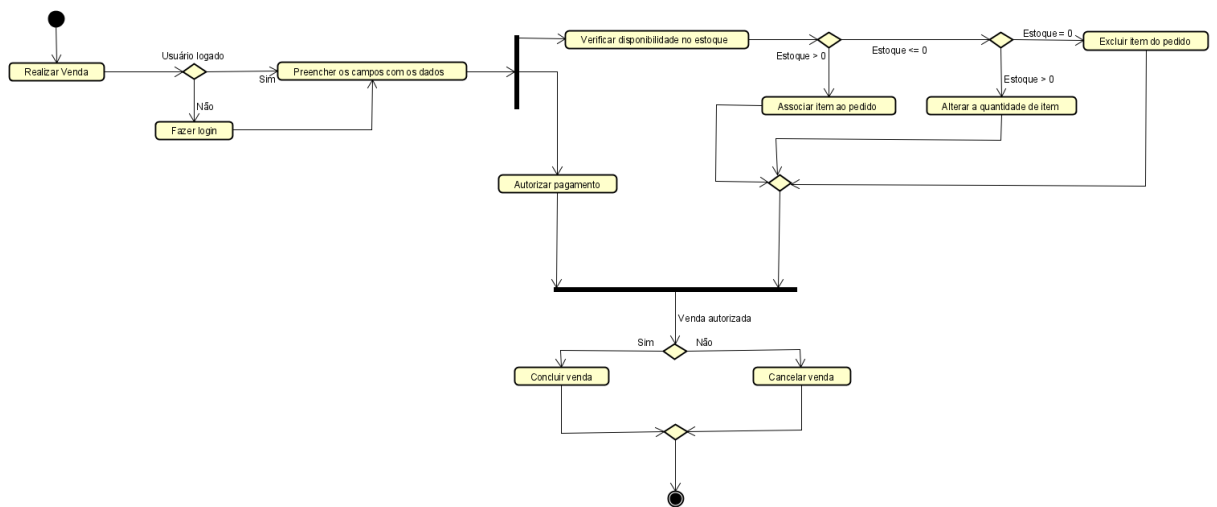 Realizar Venda
Usuário logado
Sim
Não
Fazer login
Preencher os campos com os dados
Verificar disponibilidade no estoque
Estoque > 0
Estoque <= 0
Estoque = 0
Excluir item do pedido
Estoque > 0
Associar item ao pedido
Alterar a quantidade de item
Autorizar pagamento
Venda autorizada
Sim
Não
Concluir venda
Cancelar venda